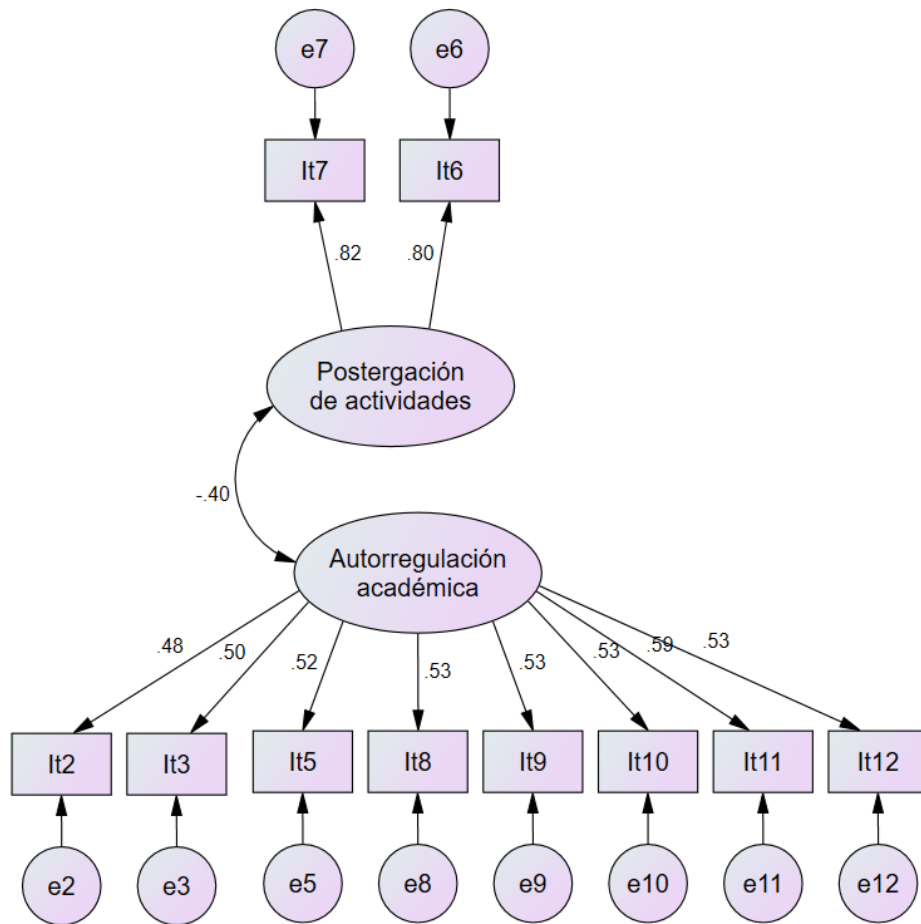 e7
e6
It7
It6
.82
.80
Postergación
de actividades
-.40
Autorregulación
académica
.48
.50
.52
.53
.53
.53
.59
.53
It2
It3
It5
It8
It9
It10
It11
It12
e2
e3
e5
e8
e9
e10
e11
e12